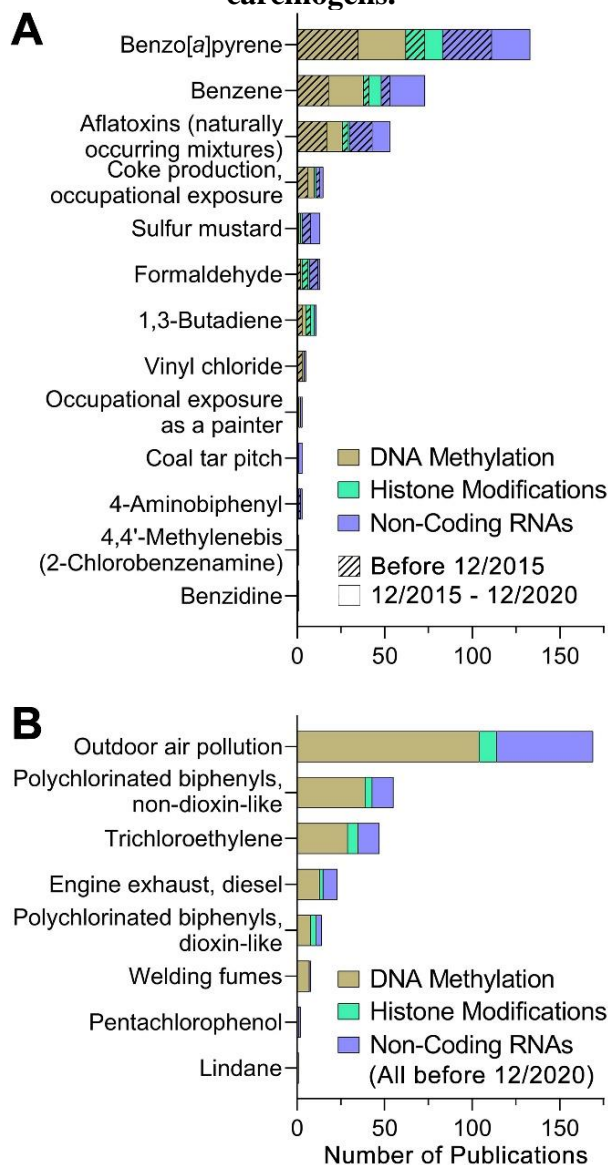 carcinogens.
A
Benzo[a]pyrene
Benzene
Aflatoxins (naturally
occurring mixtures)
Coke production,
occupational exposure
Sulfur mustard
Formaldehyde
1,3-Butadiene
Vinyl chloride
Occupational exposure
as a painter
Coal tar pitch
4-Aminobiphenyl
4,4'-Methylenebis
(2-Chlorobenzenamine)
Benzidine
DNA Methylation
Histone Modifications
Non-Coding RNAs
Before 12/2015
12/2015 - 12/2020
0 50 100 150
B
Outdoor air pollution
Polychlorinated biphenyls,
non-dioxin-like
Trichloroethylene
Engine exhaust, diesel
Polychlorinated biphenyls,
dioxin-like
Welding fumes
Pentachlorophenol
Lindane
DNA Methylation
Histone Modifications
Non-Coding RNAs
(All before 12/2020)
0 50 100 150
Number of Publications